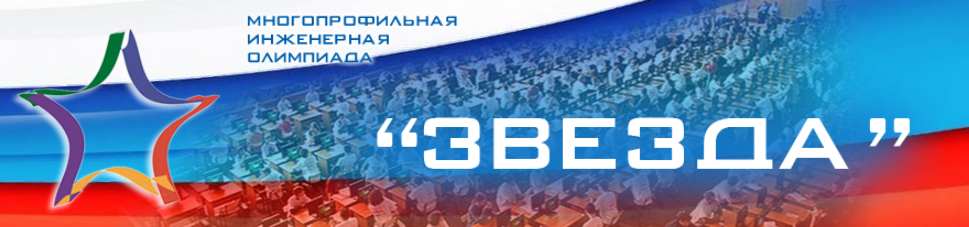 МНОГОПРОФИЛЬНАЯ
ИНЖЕНЕРНАЯ
ОЛИМПИАДА
“ЗВЕЗДА”